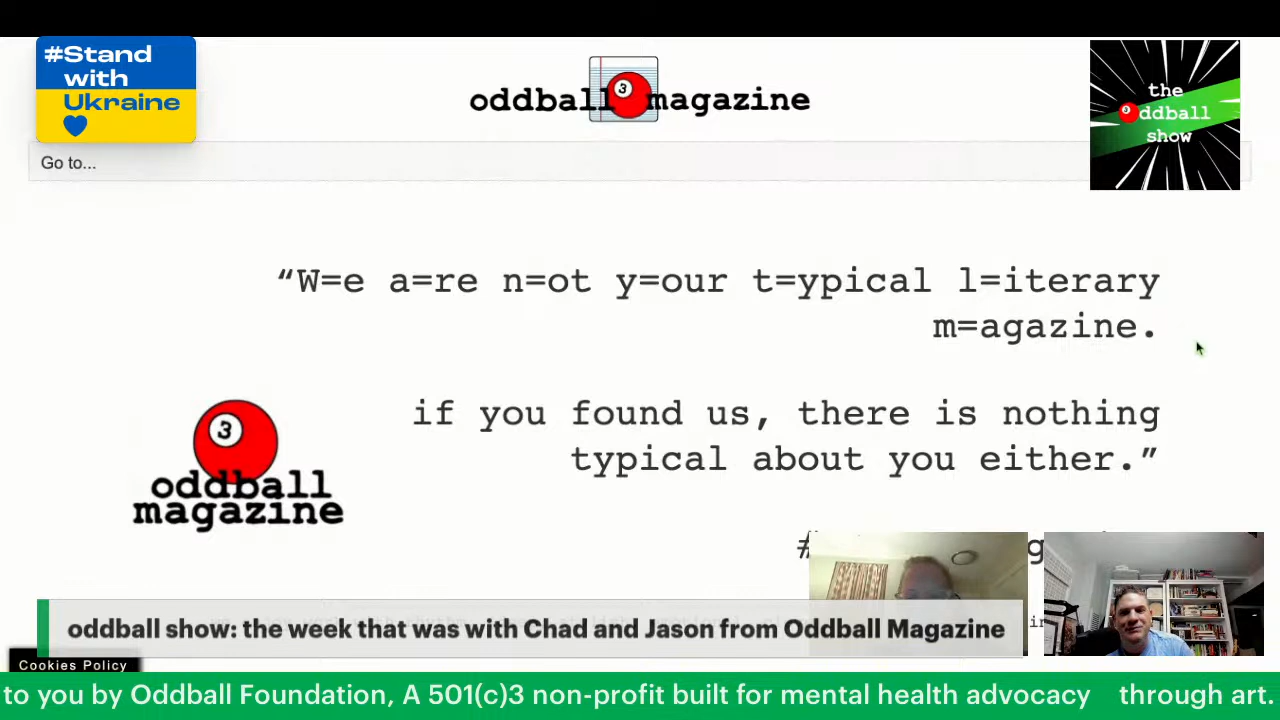 #Stand
with
Ukraine
oddball magazine
3
the
oddball
show
3
Go to...
“W=e a=re n=ot y=our t=ypical l=iterary
m=agazine.
if you found us, there is nothing
typical about you either.”
3
oddball
magazine
#
oddball show: the week that was with Chad and Jason from Oddball Magazine
Cookies Policy
to you by Oddball Foundation, A 501(c)3 non-profit built for mental health advocacy through art.